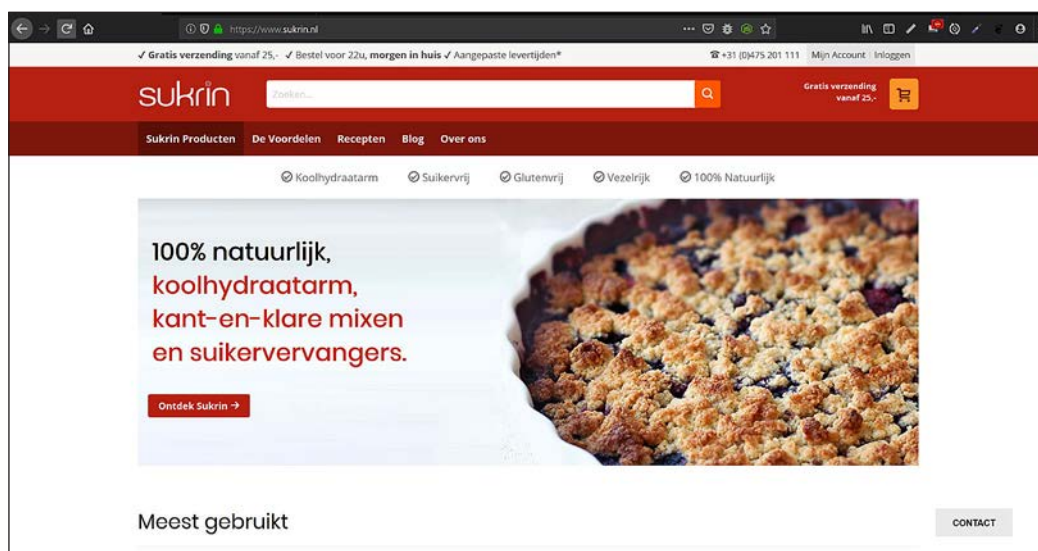 https://www.sukrin.nl
✓ Gratis verzending vanaf 25,- ✓ Bestel voor 22u, morgen in huis ✓ Aangepaste levertijden*
☎ +31 (0)475 201 111 Mijn Account Inloggen
sukrin
Zoeken...
Gratis verzending
vanaf 25,-
Sukrin Producten De Voordelen Recepten Blog Over ons
Koolhydraatarm Suikervrij Glutenvrij Vezelrijk 100% Natuurlijk
100% natuurlijk,
koolhydraatarm,
kant-en-klare mixen
en suikervervangers.
Ontdek Sukrin →
Meest gebruikt
CONTACT